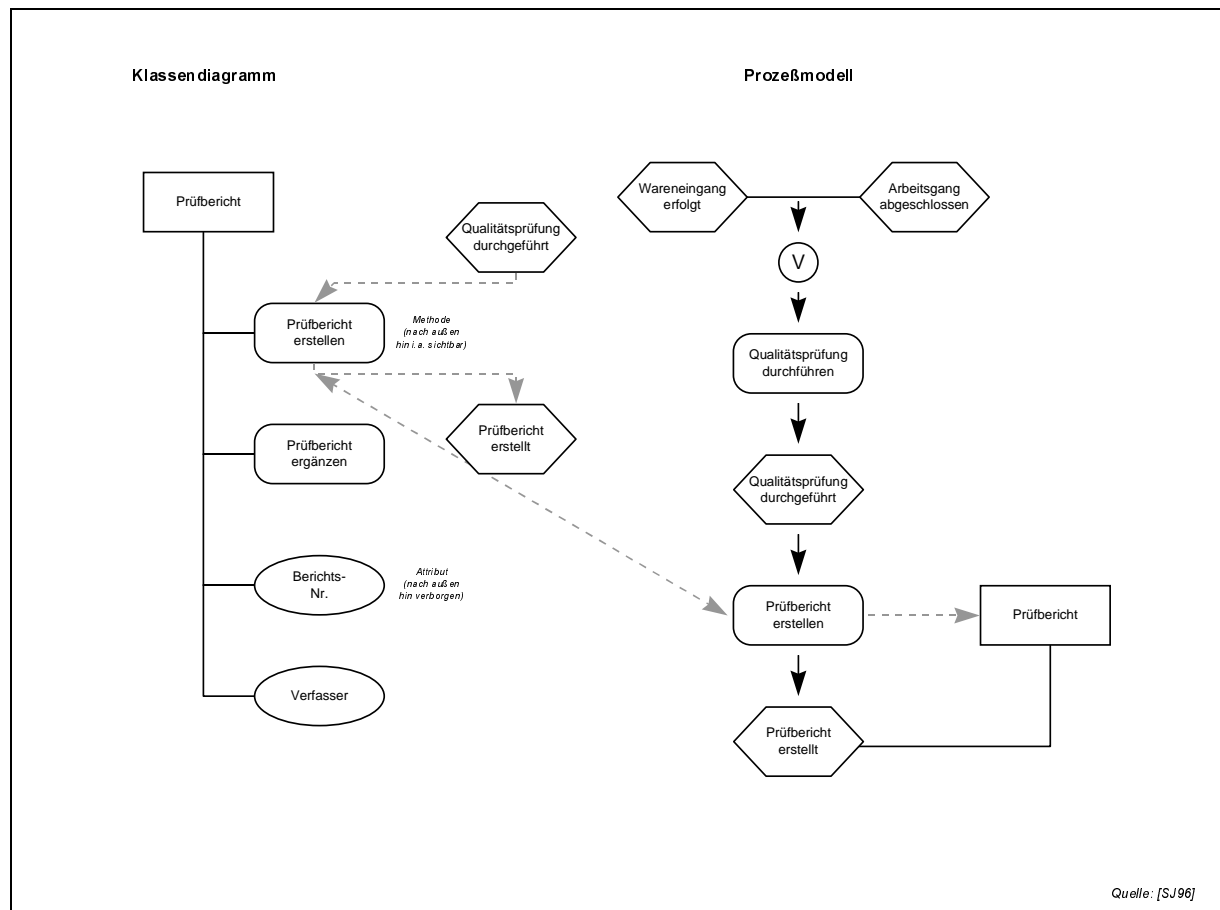 Klassendiagramm
Prüfbericht
Qualitätsprüfung
durchgeführt
Prüfbericht
erstellen
Methode
(nach außen
hin i.a. sichtbar)
Prüfbericht
erstellt
Prüfbericht
ergänzen
Berichts-
Nr.
Attribut
(nach außen
hin verborgen)
Verfasser
Prozeßmodell
Wareneingang
erfolgt
Arbeitsgang
abgeschlossen
V
Qualitätsprüfung
durchführen
Qualitätsprüfung
durchgeführt
Prüfbericht
erstellen
Prüfbericht
Prüfbericht
erstellt
Quelle: [SJ96]